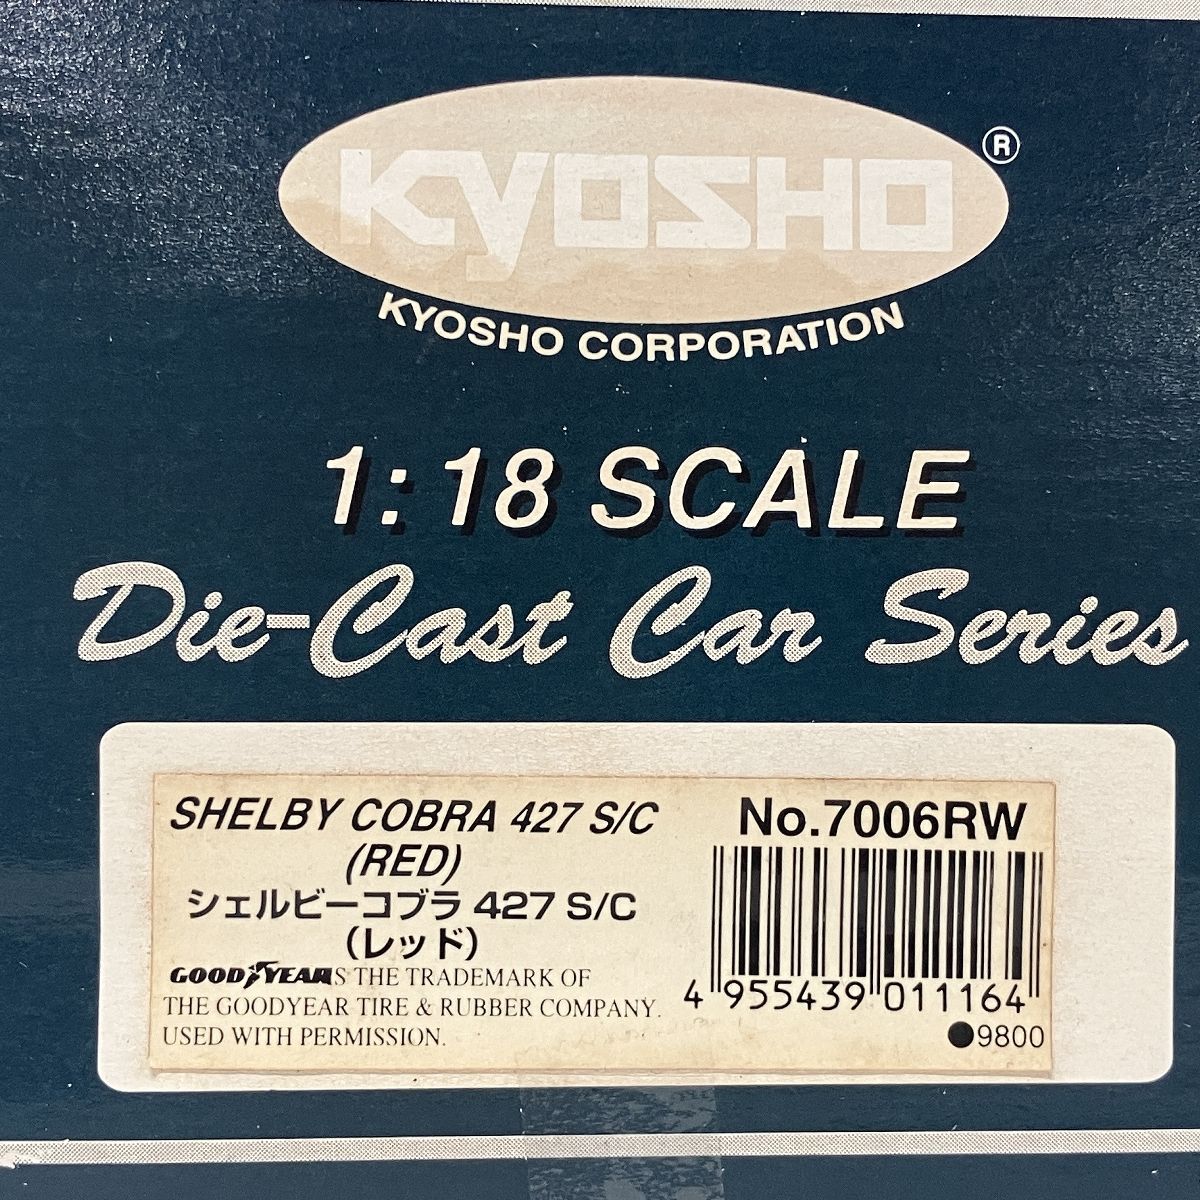 KYOSHO
®
KYOSHO CORPORATION
1:18 SCALE
Die-Cast Car Series
SHELBY COBRA 427 S/C
(RED)
シェルビーコブラ 427 S/C
(レッド)
GOODYEAR IS THE TRADEMARK OF
THE GOODYEAR TIRE & RUBBER COMPANY.
USED WITH PERMISSION.
No.7006RW
4 955439 011164
●9800